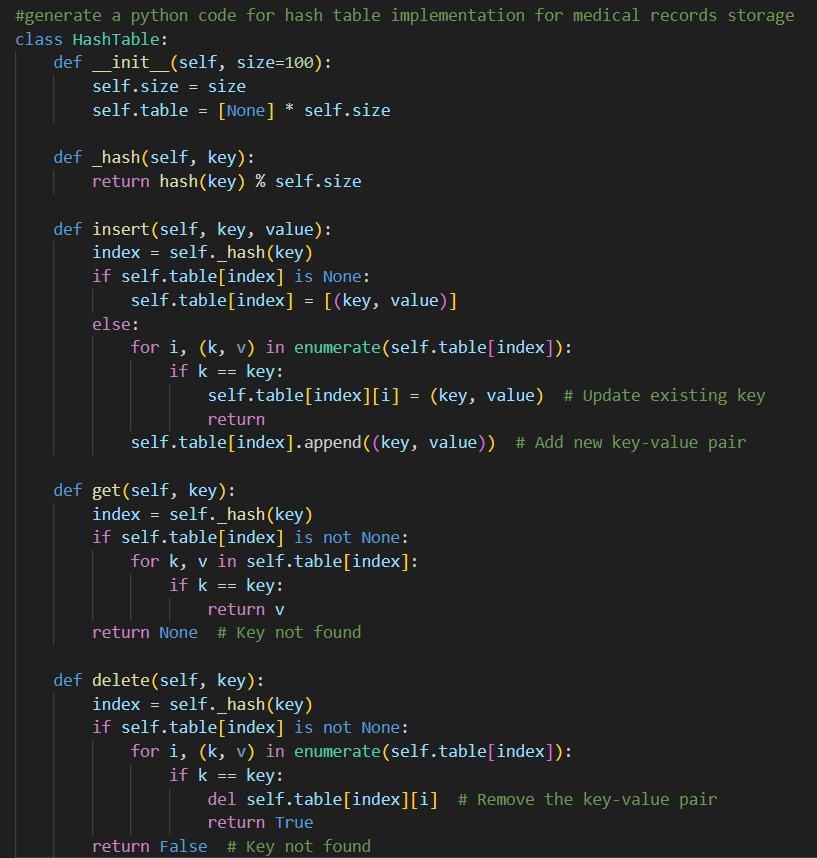 #generate a python code for hash table implementation for medical records storage
class HashTable:
    def __init__(self, size=100):
        self.size = size
        self.table = [None] * self.size

    def _hash(self, key):
        return hash(key) % self.size

    def insert(self, key, value):
        index = self._hash(key)
        if self.table[index] is None:
            self.table[index] = [(key, value)]
        else:
            for i, (k, v) in enumerate(self.table[index]):
                if k == key:
                    self.table[index][i] = (key, value)  # Update existing key
                    return
            self.table[index].append((key, value))  # Add new key-value pair

    def get(self, key):
        index = self._hash(key)
        if self.table[index] is not None:
            for k, v in self.table[index]:
                if k == key:
                    return v
        return None  # Key not found

    def delete(self, key):
        index = self._hash(key)
        if self.table[index] is not None:
            for i, (k, v) in enumerate(self.table[index]):
                if k == key:
                    del self.table[index][i]  # Remove the key-value pair
                    return True
        return False  # Key not found